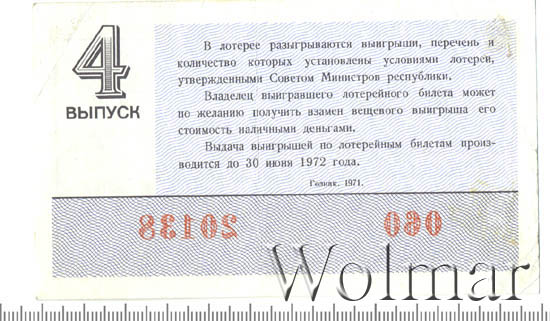 4
ВЫПУСК
В лотерее разыгрываются выигрыши, перечень и
количество которых установлены условиями лотереи,
утвержденными Советом Министров республики.
Владелец выигравшего лотерейного билета может
по желанию получить взамен вещевого выигрыша его
стоимость наличными деньгами.
Выдача выигрышей по лотерейным билетам произ-
водится до 30 июня 1972 года.
Гознак. 1971.
20138 060
Wolmar